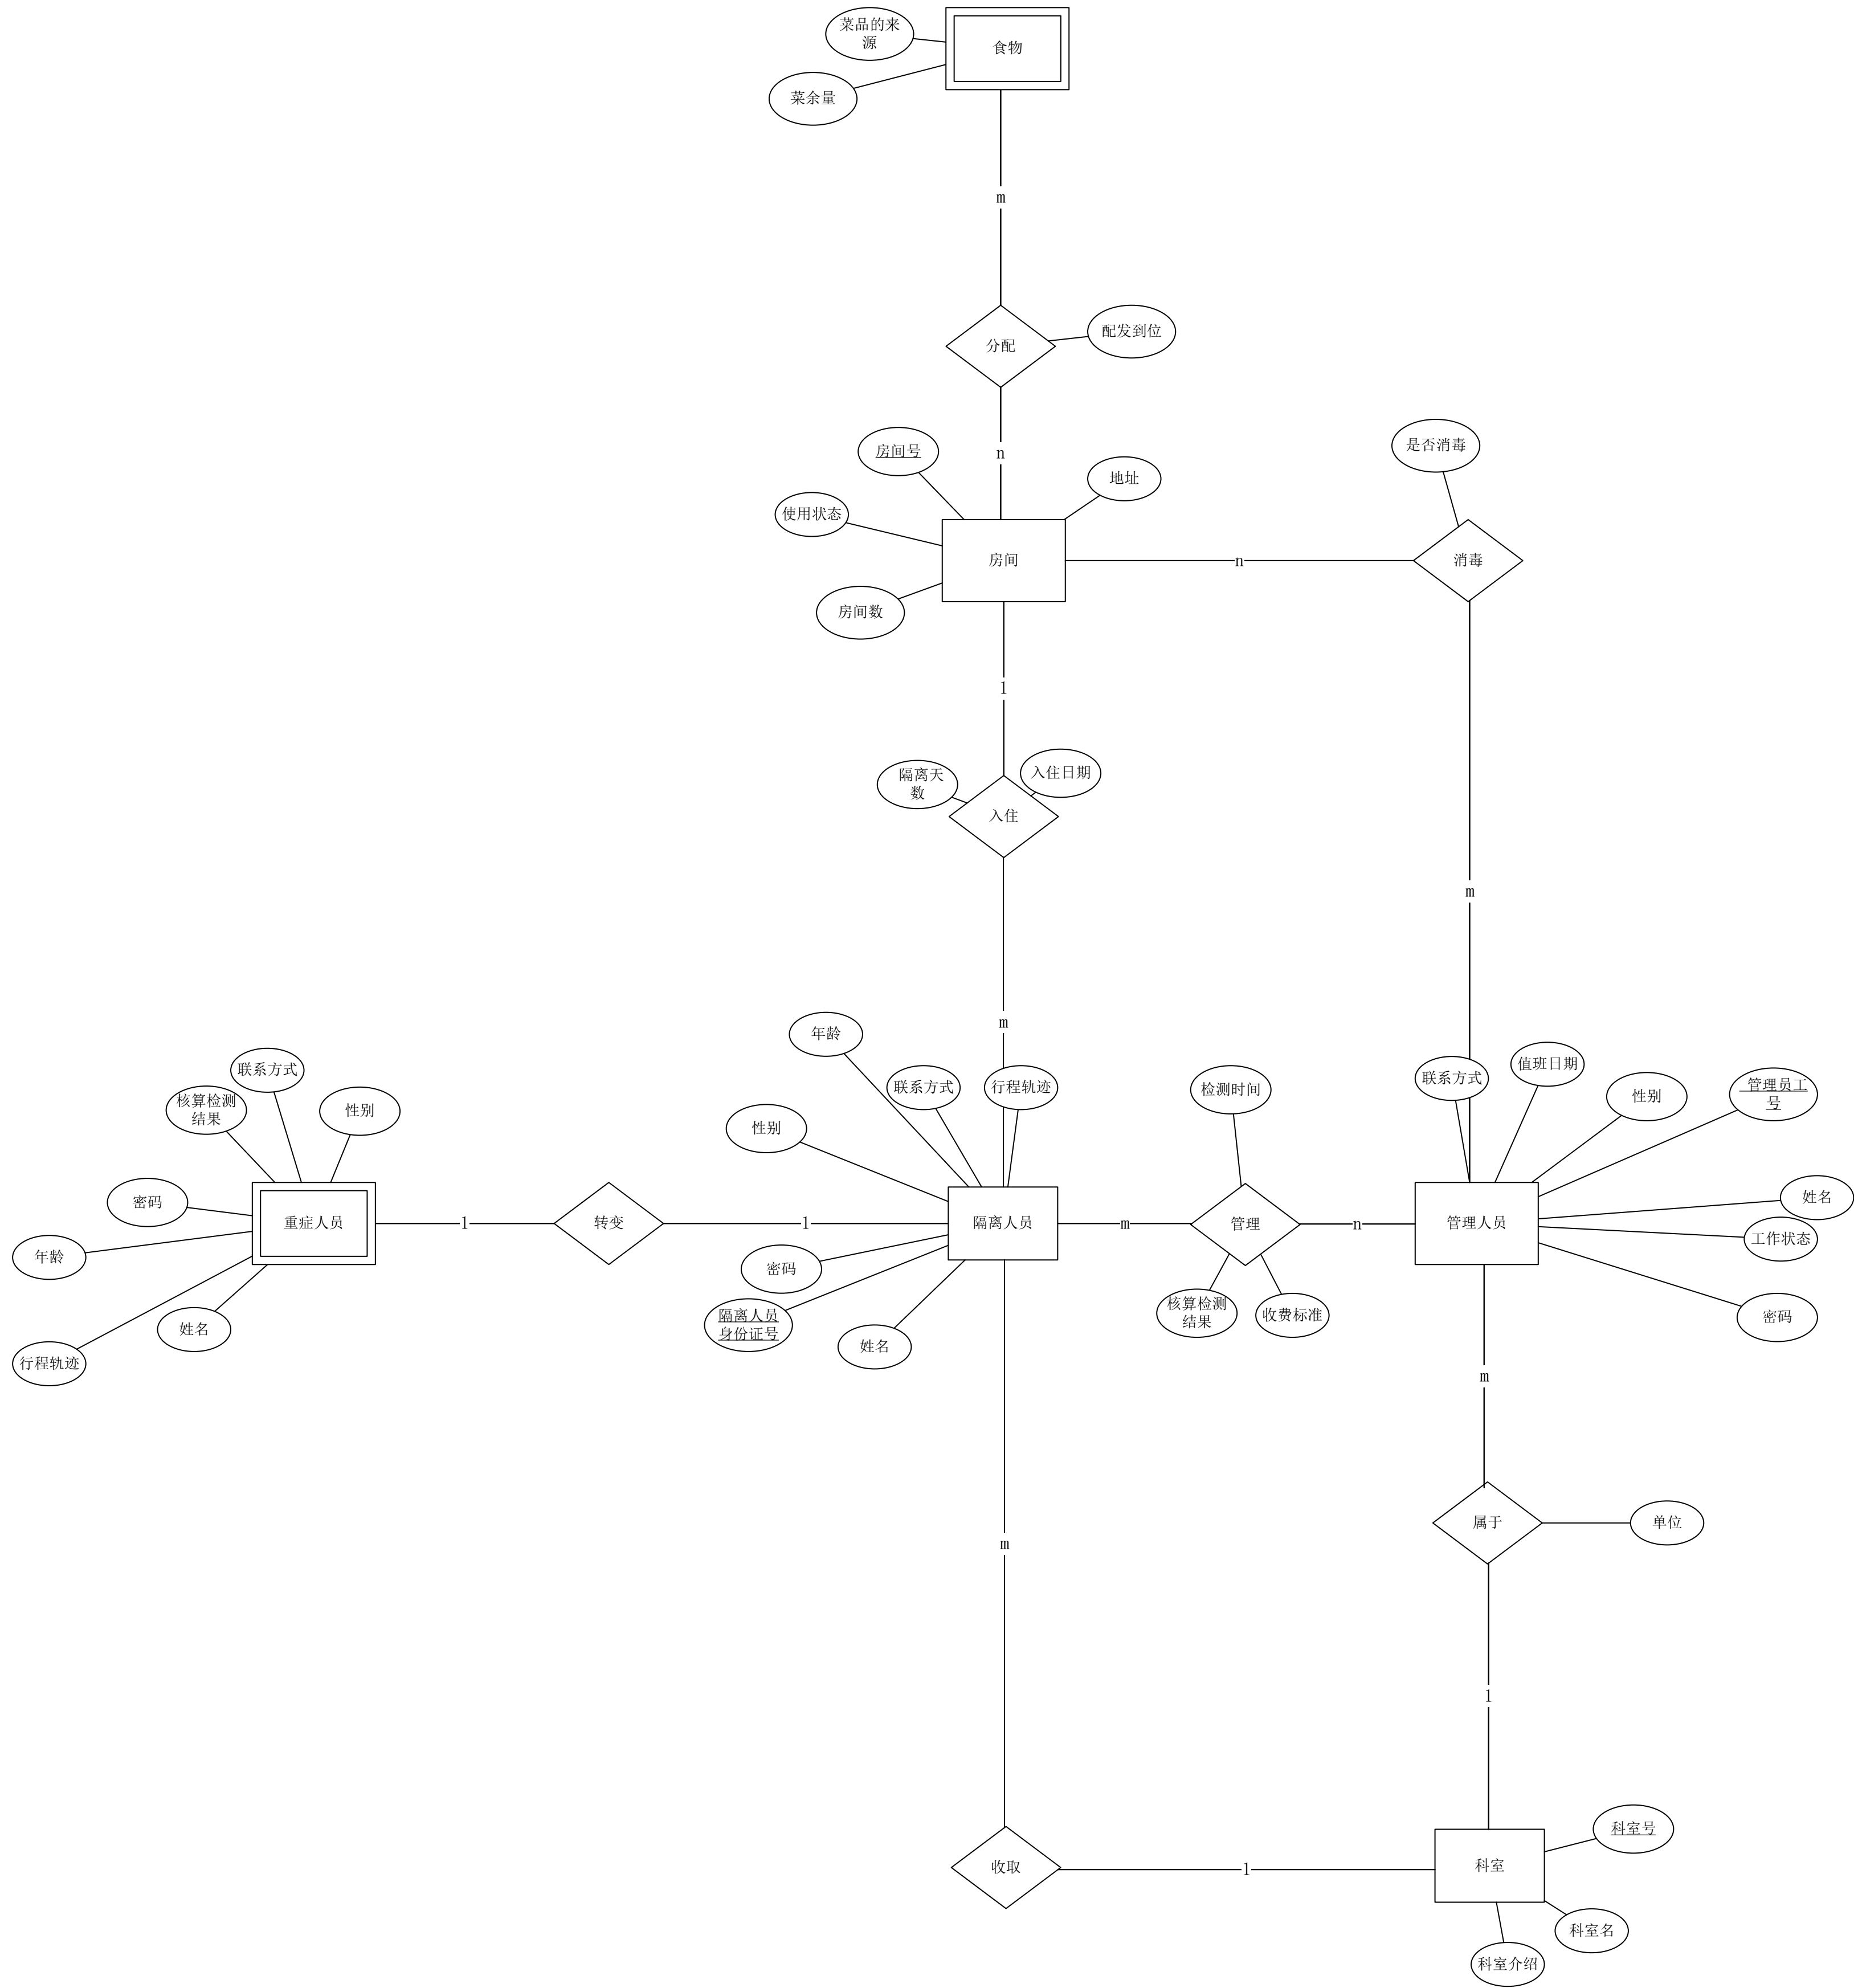 菜品的来
源
食物
菜余量
m
分配
配发到位
n
房间号
地址
是否消毒
使用状态
房间
n
消毒
房间数
1
隔离天
数
入住日期
入住
m
m
年龄
联系方式
行程轨迹
性别
检测时间
联系方式
值班日期
性别
管理员工
号
联系方式
核算检测
结果
性别
密码
重症人员
1
转变
1
隔离人员
m
管理
n
管理人员
姓名
工作状态
年龄
密码
隔离人员
身份证号
姓名
核算检测
结果
收费标准
密码
姓名
行程轨迹
m
m
属于
单位
1
收取
1
科室
科室号
科室名
科室介绍